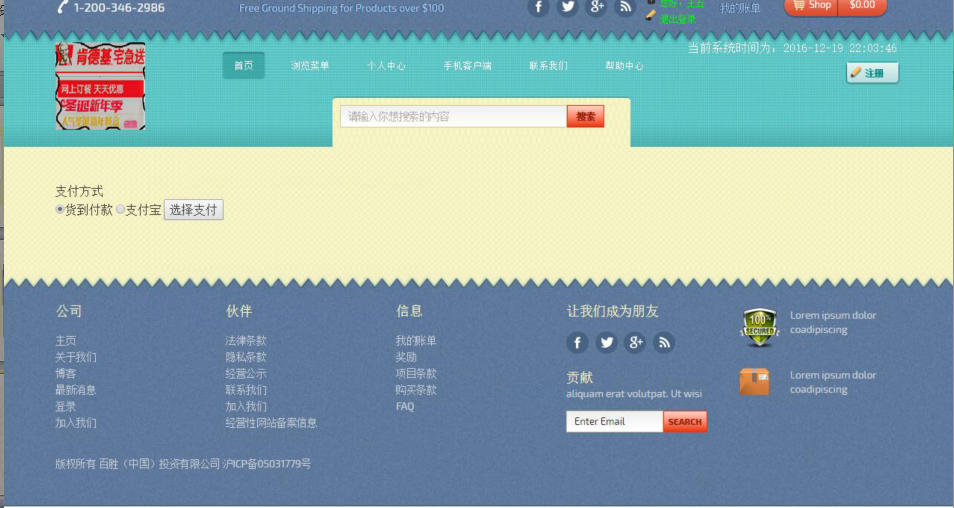 1-200-346-2986
Free Ground Shipping for Products over $100
您好，王五
退出登录
我的账单
Shop $0.00
当前系统时间为，2016-12-19 22:03:46
注册
肯德基宅急送
网上订餐 天天优惠
圣诞新年季
首页 浏览菜单 个人中心 手机客户端 联系我们 帮助中心
请输入你想搜索的内容 搜索
支付方式
货到付款 支付宝 选择支付
公司
主页
关于我们
博客
最新消息
登录
加入我们
伙伴
法律条款
隐私条款
经营公示
联系我们
加入我们
经营性网站备案信息
信息
我的账单
奖励
项目条款
购买条款
FAQ
让我们成为朋友
贡献
aliquam erat volutpat. Ut wisi
Enter Email SEARCH
100%
SECURED
Lorem ipsum dolor
coadipiscing
Lorem ipsum dolor
coadipiscing
版权所有 百胜（中国）投资有限公司 沪ICP备05031779号